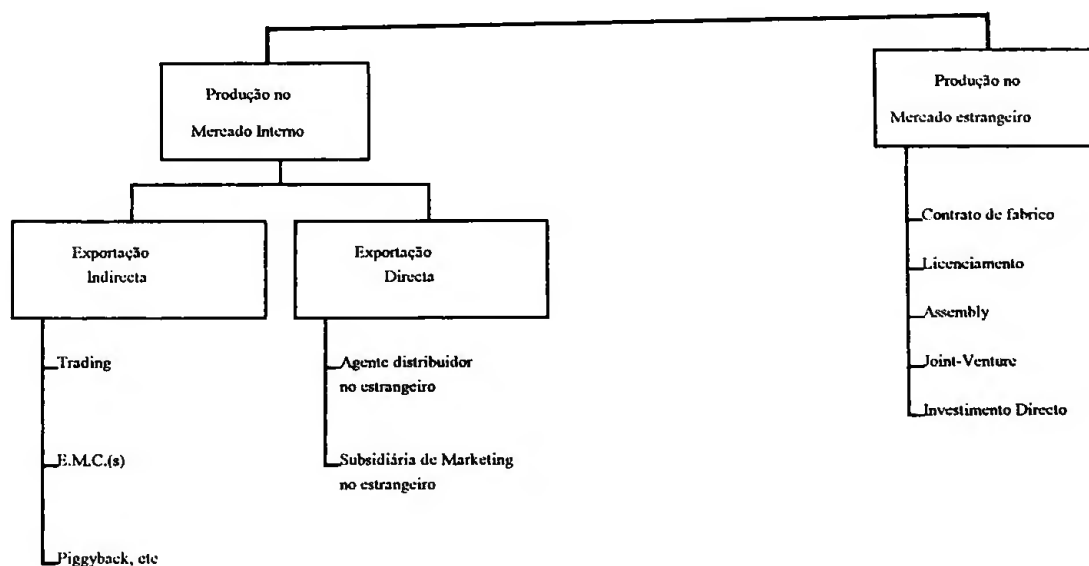 Produção no
Mercado Interno
Produção no
Mercado estrangeiro
Exportação
Indirecta
Exportação
Directa
Trading
E.M.C.(s)
Piggyback, etc
Agente distribuidor
no estrangeiro
Subsidiária de Marketing
no estrangeiro
Contrato de fabrico
Licenciamento
Assembly
Joint-Venture
Investimento Directo